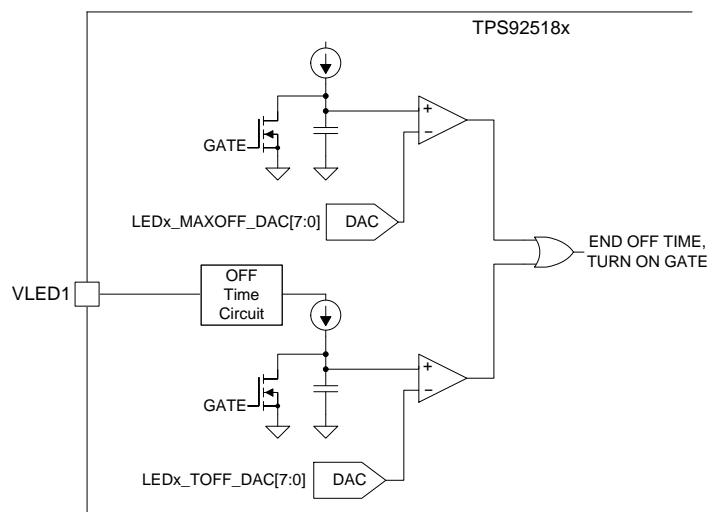 TPS92518x
+
−
GATE
LEDx_MAXOFF_DAC[7:0]
DAC
END OFF TIME,
TURN ON GATE
VLED1
OFF
Time
Circuit
+
−
GATE
LEDx_TOFF_DAC[7:0]
DAC